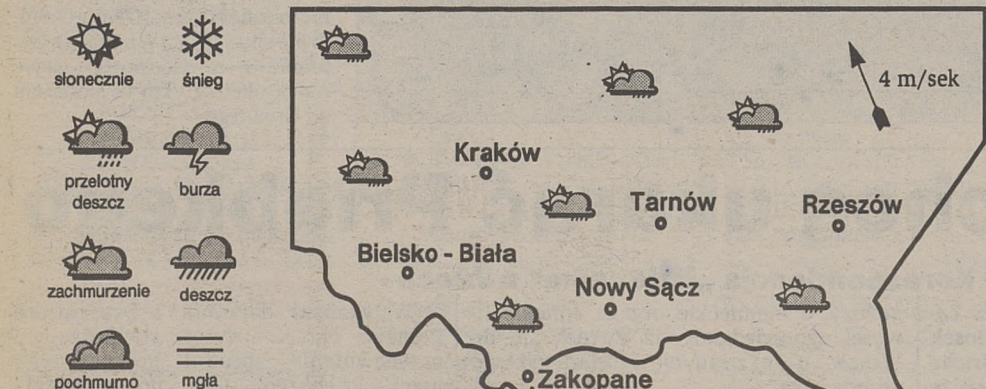 słonecznie
śnieg
przelotny
deszcz
burza
zachmurzenie
deszcz
pochmurno
mgła
4 m/sek
Kraków
Tarnów
Rzeszów
Bielsko - Biała
Nowy Sącz
Zakopane